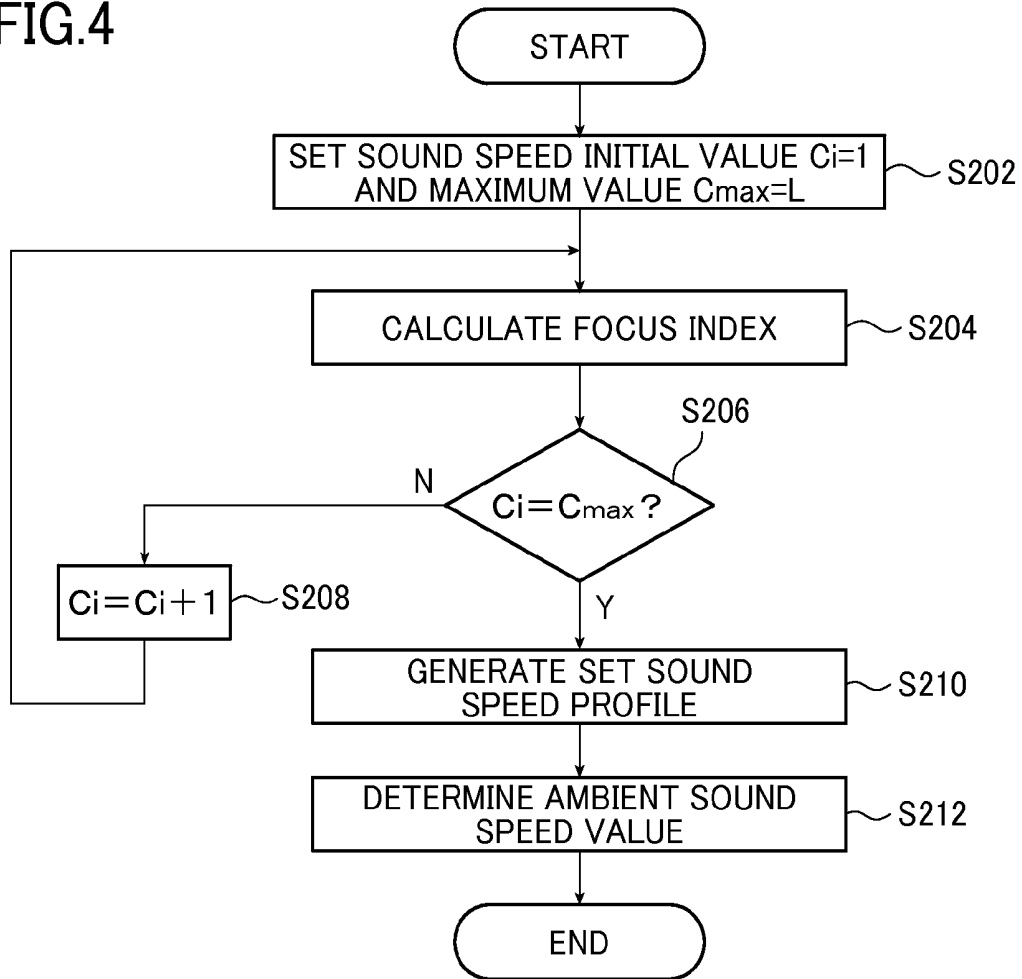 FIG.4
START
SET SOUND SPEED INITIAL VALUE Ci=1
AND MAXIMUM VALUE Cmax=L
S202
CALCULATE FOCUS INDEX
S204
S206
Ci=Cmax?
N
Ci=Ci+1
S208
Y
GENERATE SET SOUND
SPEED PROFILE
S210
DETERMINE AMBIENT SOUND
SPEED VALUE
S212
END